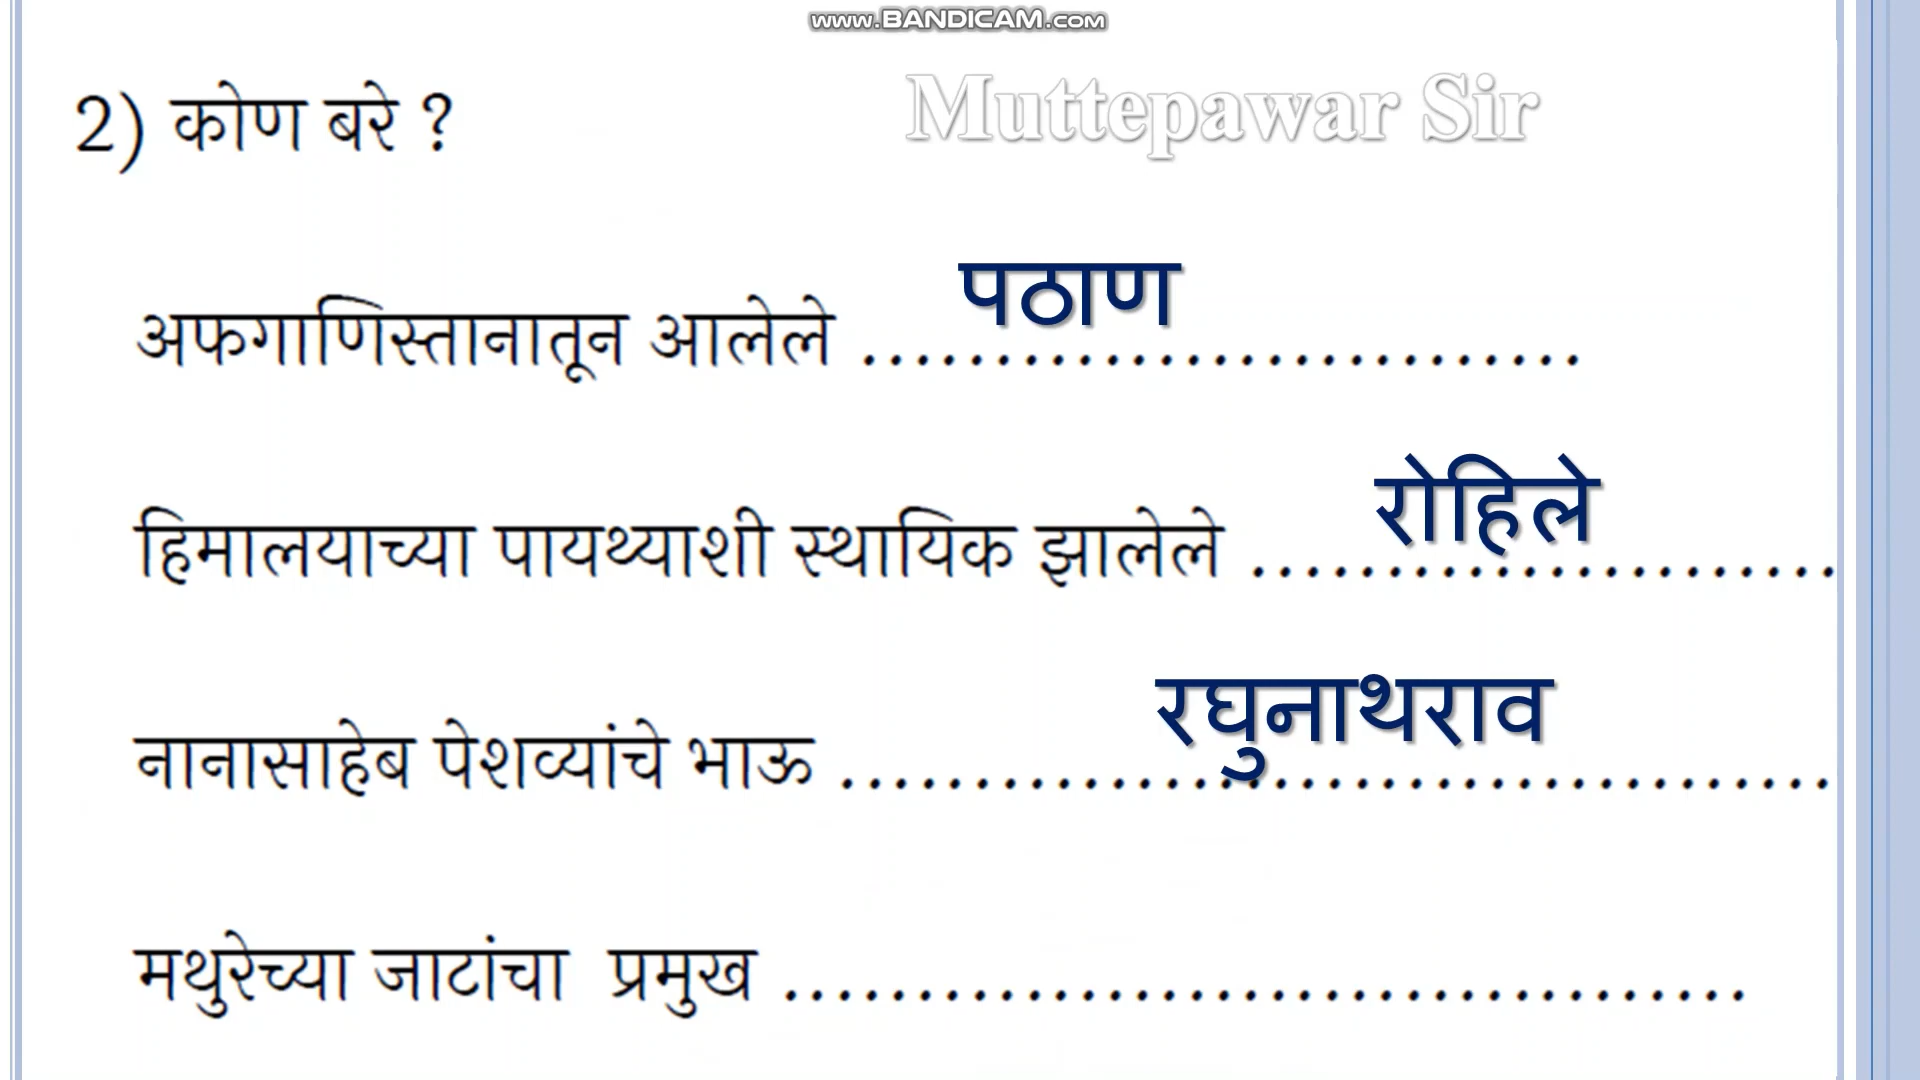 www.BANDICAM.com
2) कोण बरे ?
Muttepawar Sir
अफगाणिस्तानातून आलेले ........................... पठाण
हिमालयाच्या पायथ्याशी स्थायिक झालेले ...................... रोहिले
नानासाहेब पेशव्यांचे भाऊ ..................................... रघुनाथराव
मथुरेच्या जाटांचा प्रमुख ....................................